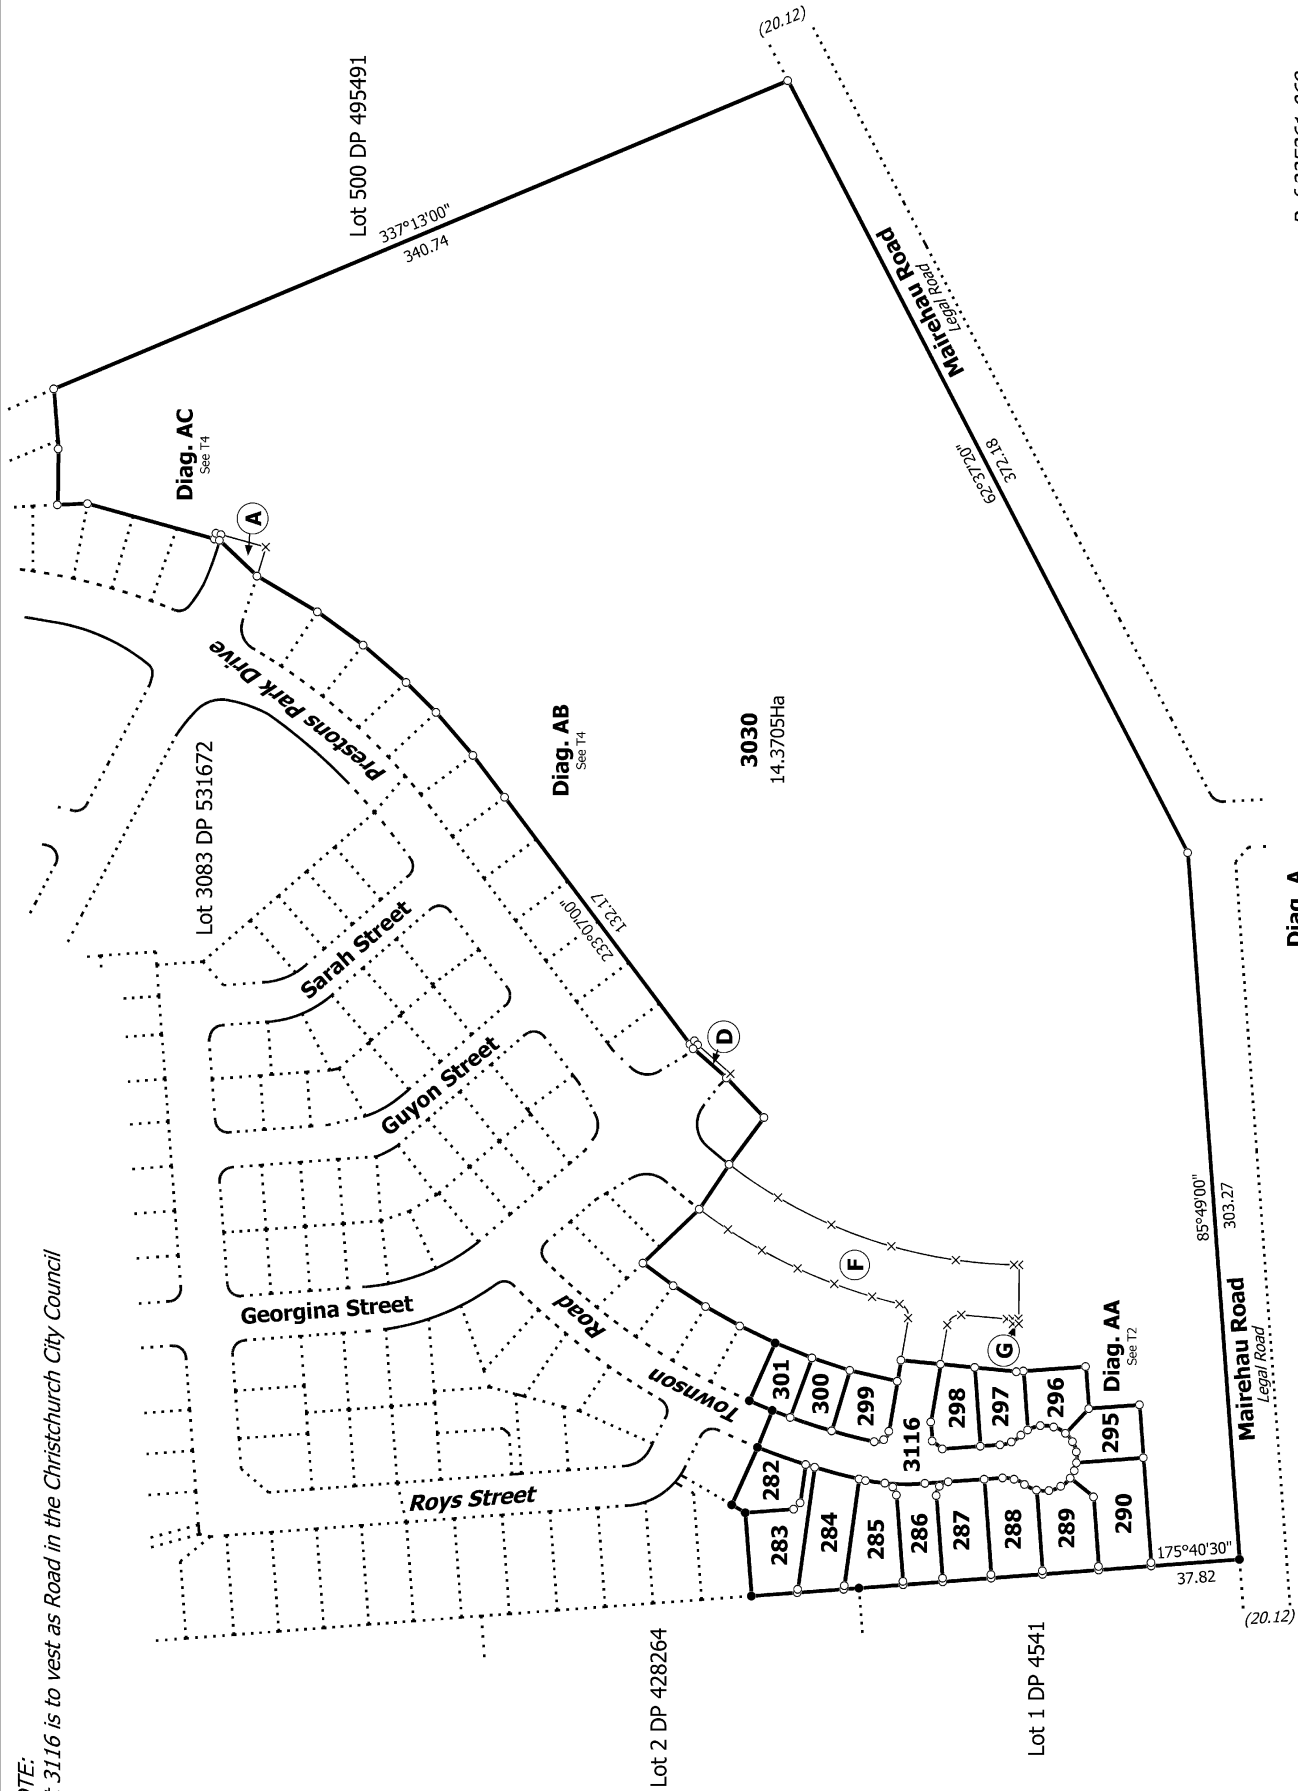 OTE:
3116 is to vest as Road in the Christchurch City Council
Lot 500 DP 495491
(20.12)
337°13'00"
340.74
Mairehau Road
Legal Road
62°37'20"
372.18
Diag. AC
See T4
A
Prestons Park Drive
Lot 3083 DP 531672
Diag. AB
See T4
3030
14.3705Ha
Sarah Street
233°07'00"
132.17
Guyon Street
D
Georgina Street
Townson Road
Roys Street
F
G
Diag. AA
See T2
85°49'00"
303.27
Mairehau Road
Legal Road
301
300
299
3116
298
297
296
295
282
283
284
285
286
287
288
289
290
175°40'30"
37.82
(20.12)
Lot 2 DP 428264
Lot 1 DP 4541
Diag. A